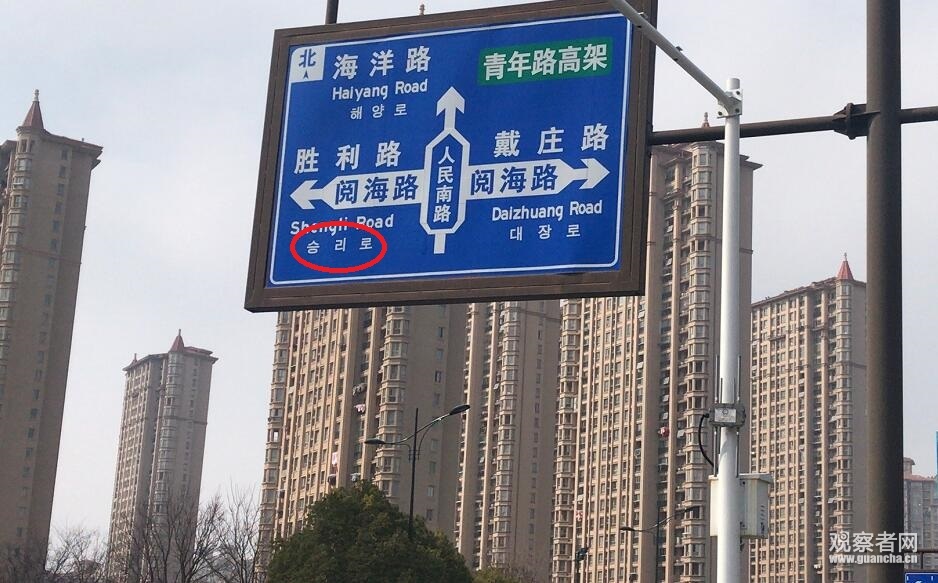 北
海洋路
Haiyang Road
해양로
青年路高架
胜利路
阅海路
Shengli Road
승리로
人民南路
戴庄路
阅海路
Daizhuang Road
대장로
观察者网
www.guancha.cn